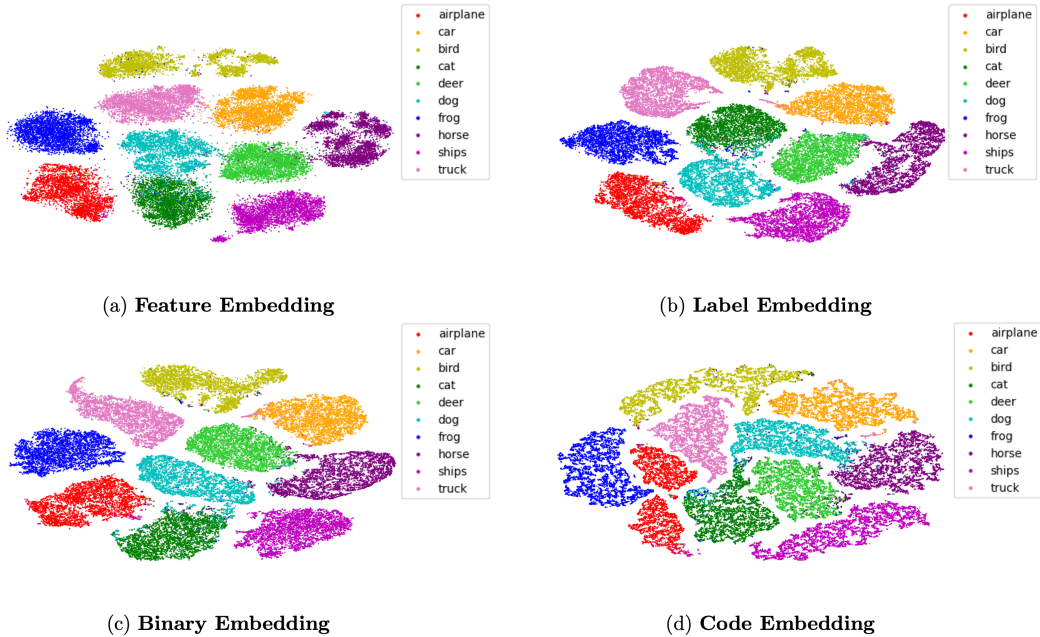 airplane
car
bird
cat
deer
dog
frog
horse
ships
truck
(a) Feature Embedding
airplane
car
bird
cat
deer
dog
frog
horse
ships
truck
(b) Label Embedding
airplane
car
bird
cat
deer
dog
frog
horse
ships
truck
(c) Binary Embedding
airplane
car
bird
cat
deer
dog
frog
horse
ships
truck
(d) Code Embedding